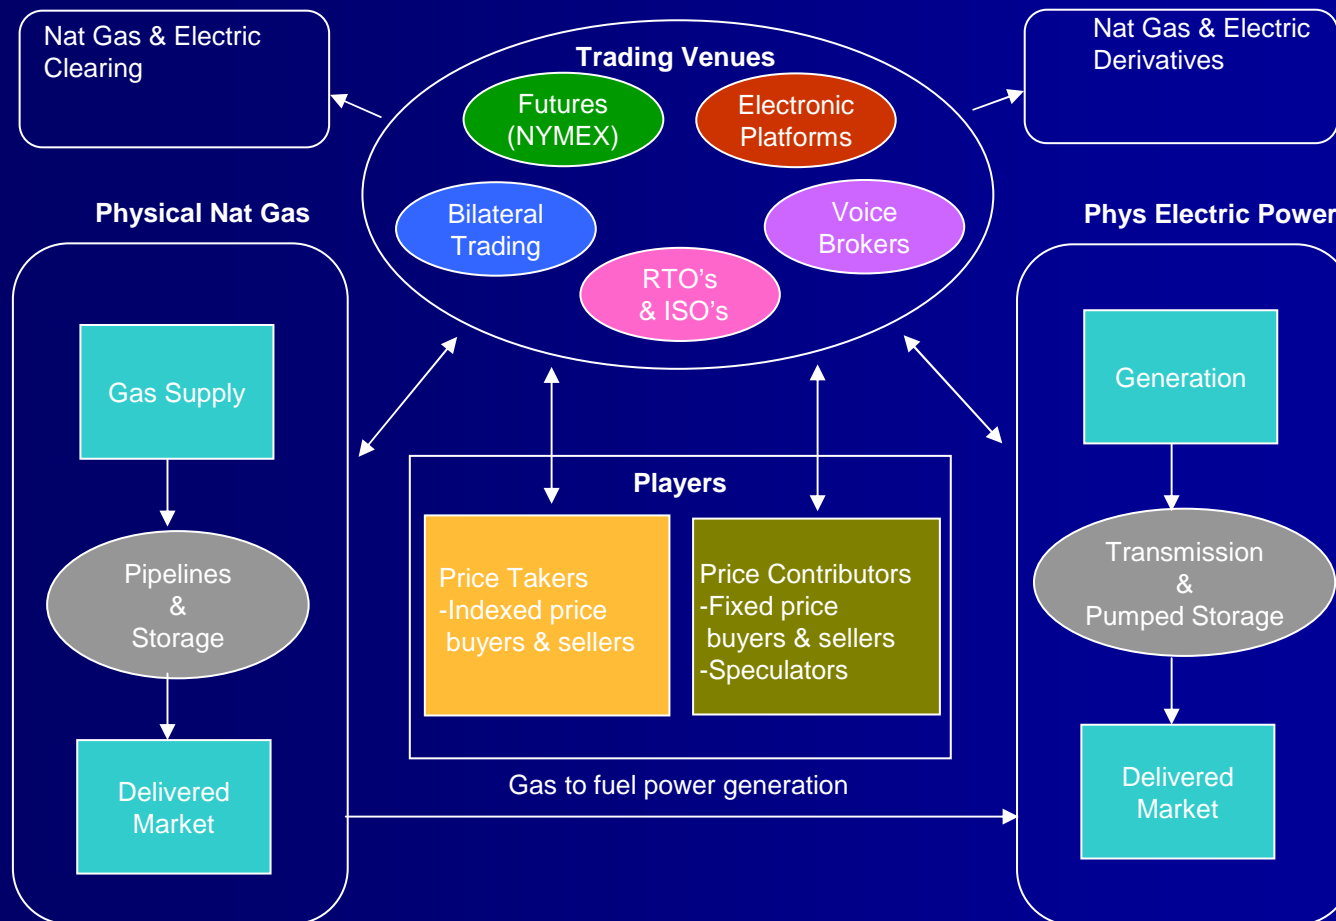 Nat Gas & Electric
Clearing
Trading Venues
Nat Gas & Electric
Derivatives
Futures
(NYMEX)
Electronic
Platforms
Bilateral
Trading
Voice
Brokers
RTO's
& ISO's
Physical Nat Gas
Gas Supply
Pipelines
&
Storage
Delivered
Market
Players
Price Takers
-Indexed price
buyers & sellers
Price Contributors
-Fixed price
buyers & sellers
-Speculators
Gas to fuel power generation
Phys Electric Power
Generation
Transmission
&
Pumped Storage
Delivered
Market